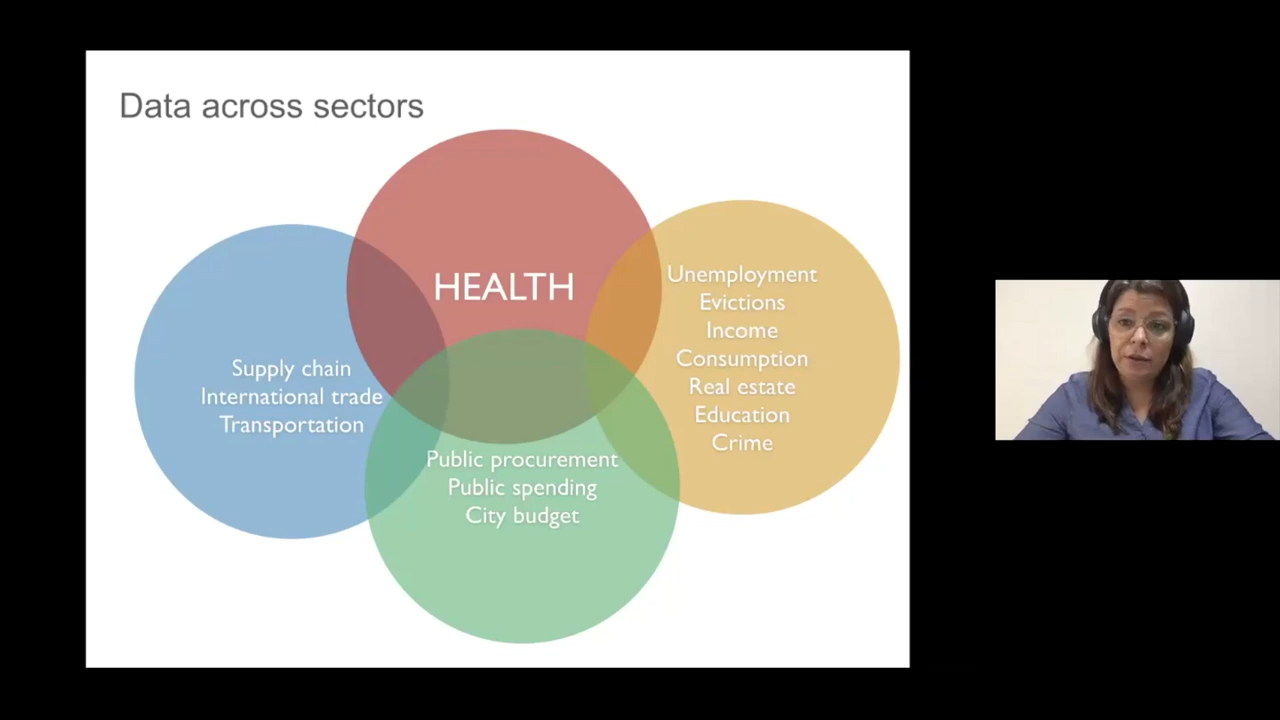 Data across sectors
HEALTH
Supply chain
International trade
Transportation
Public procurement
Public spending
City budget
Unemployment
Evictions
Income
Consumption
Real estate
Education
Crime